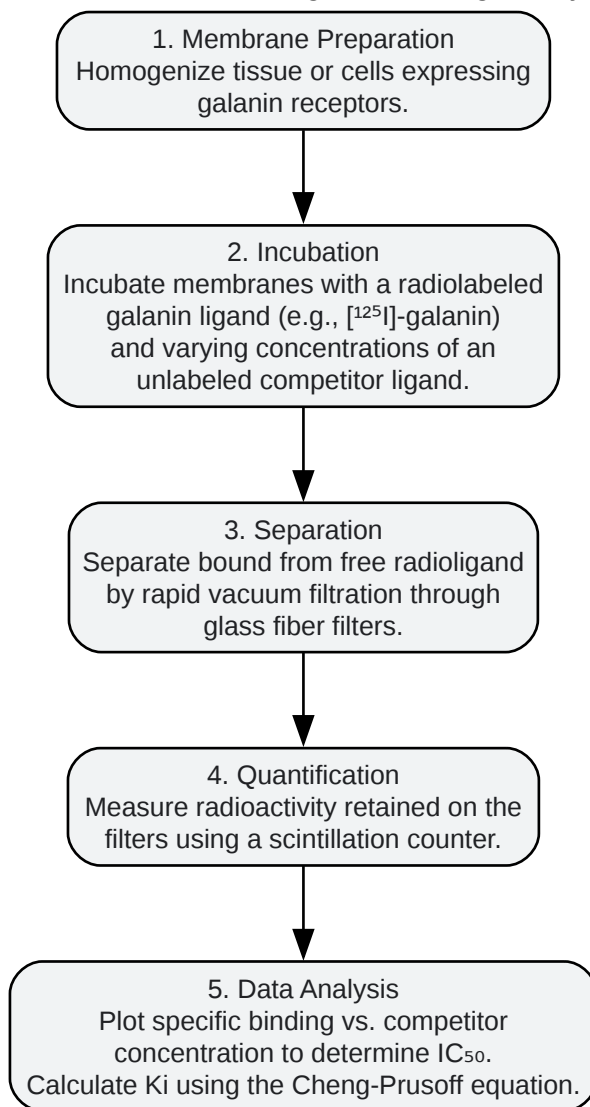 1. Membrane Preparation
Homogenize tissue or cells expressing
galanin receptors.
2. Incubation
Incubate membranes with a radiolabeled
galanin ligand (e.g., [¹²⁵I]-galanin)
and varying concentrations of an
unlabeled competitor ligand.
3. Separation
Separate bound from free radioligand
by rapid vacuum filtration through
glass fiber filters.
4. Quantification
Measure radioactivity retained on the
filters using a scintillation counter.
5. Data Analysis
Plot specific binding vs. competitor
concentration to determine IC₅₀.
Calculate Ki using the Cheng-Prusoff equation.